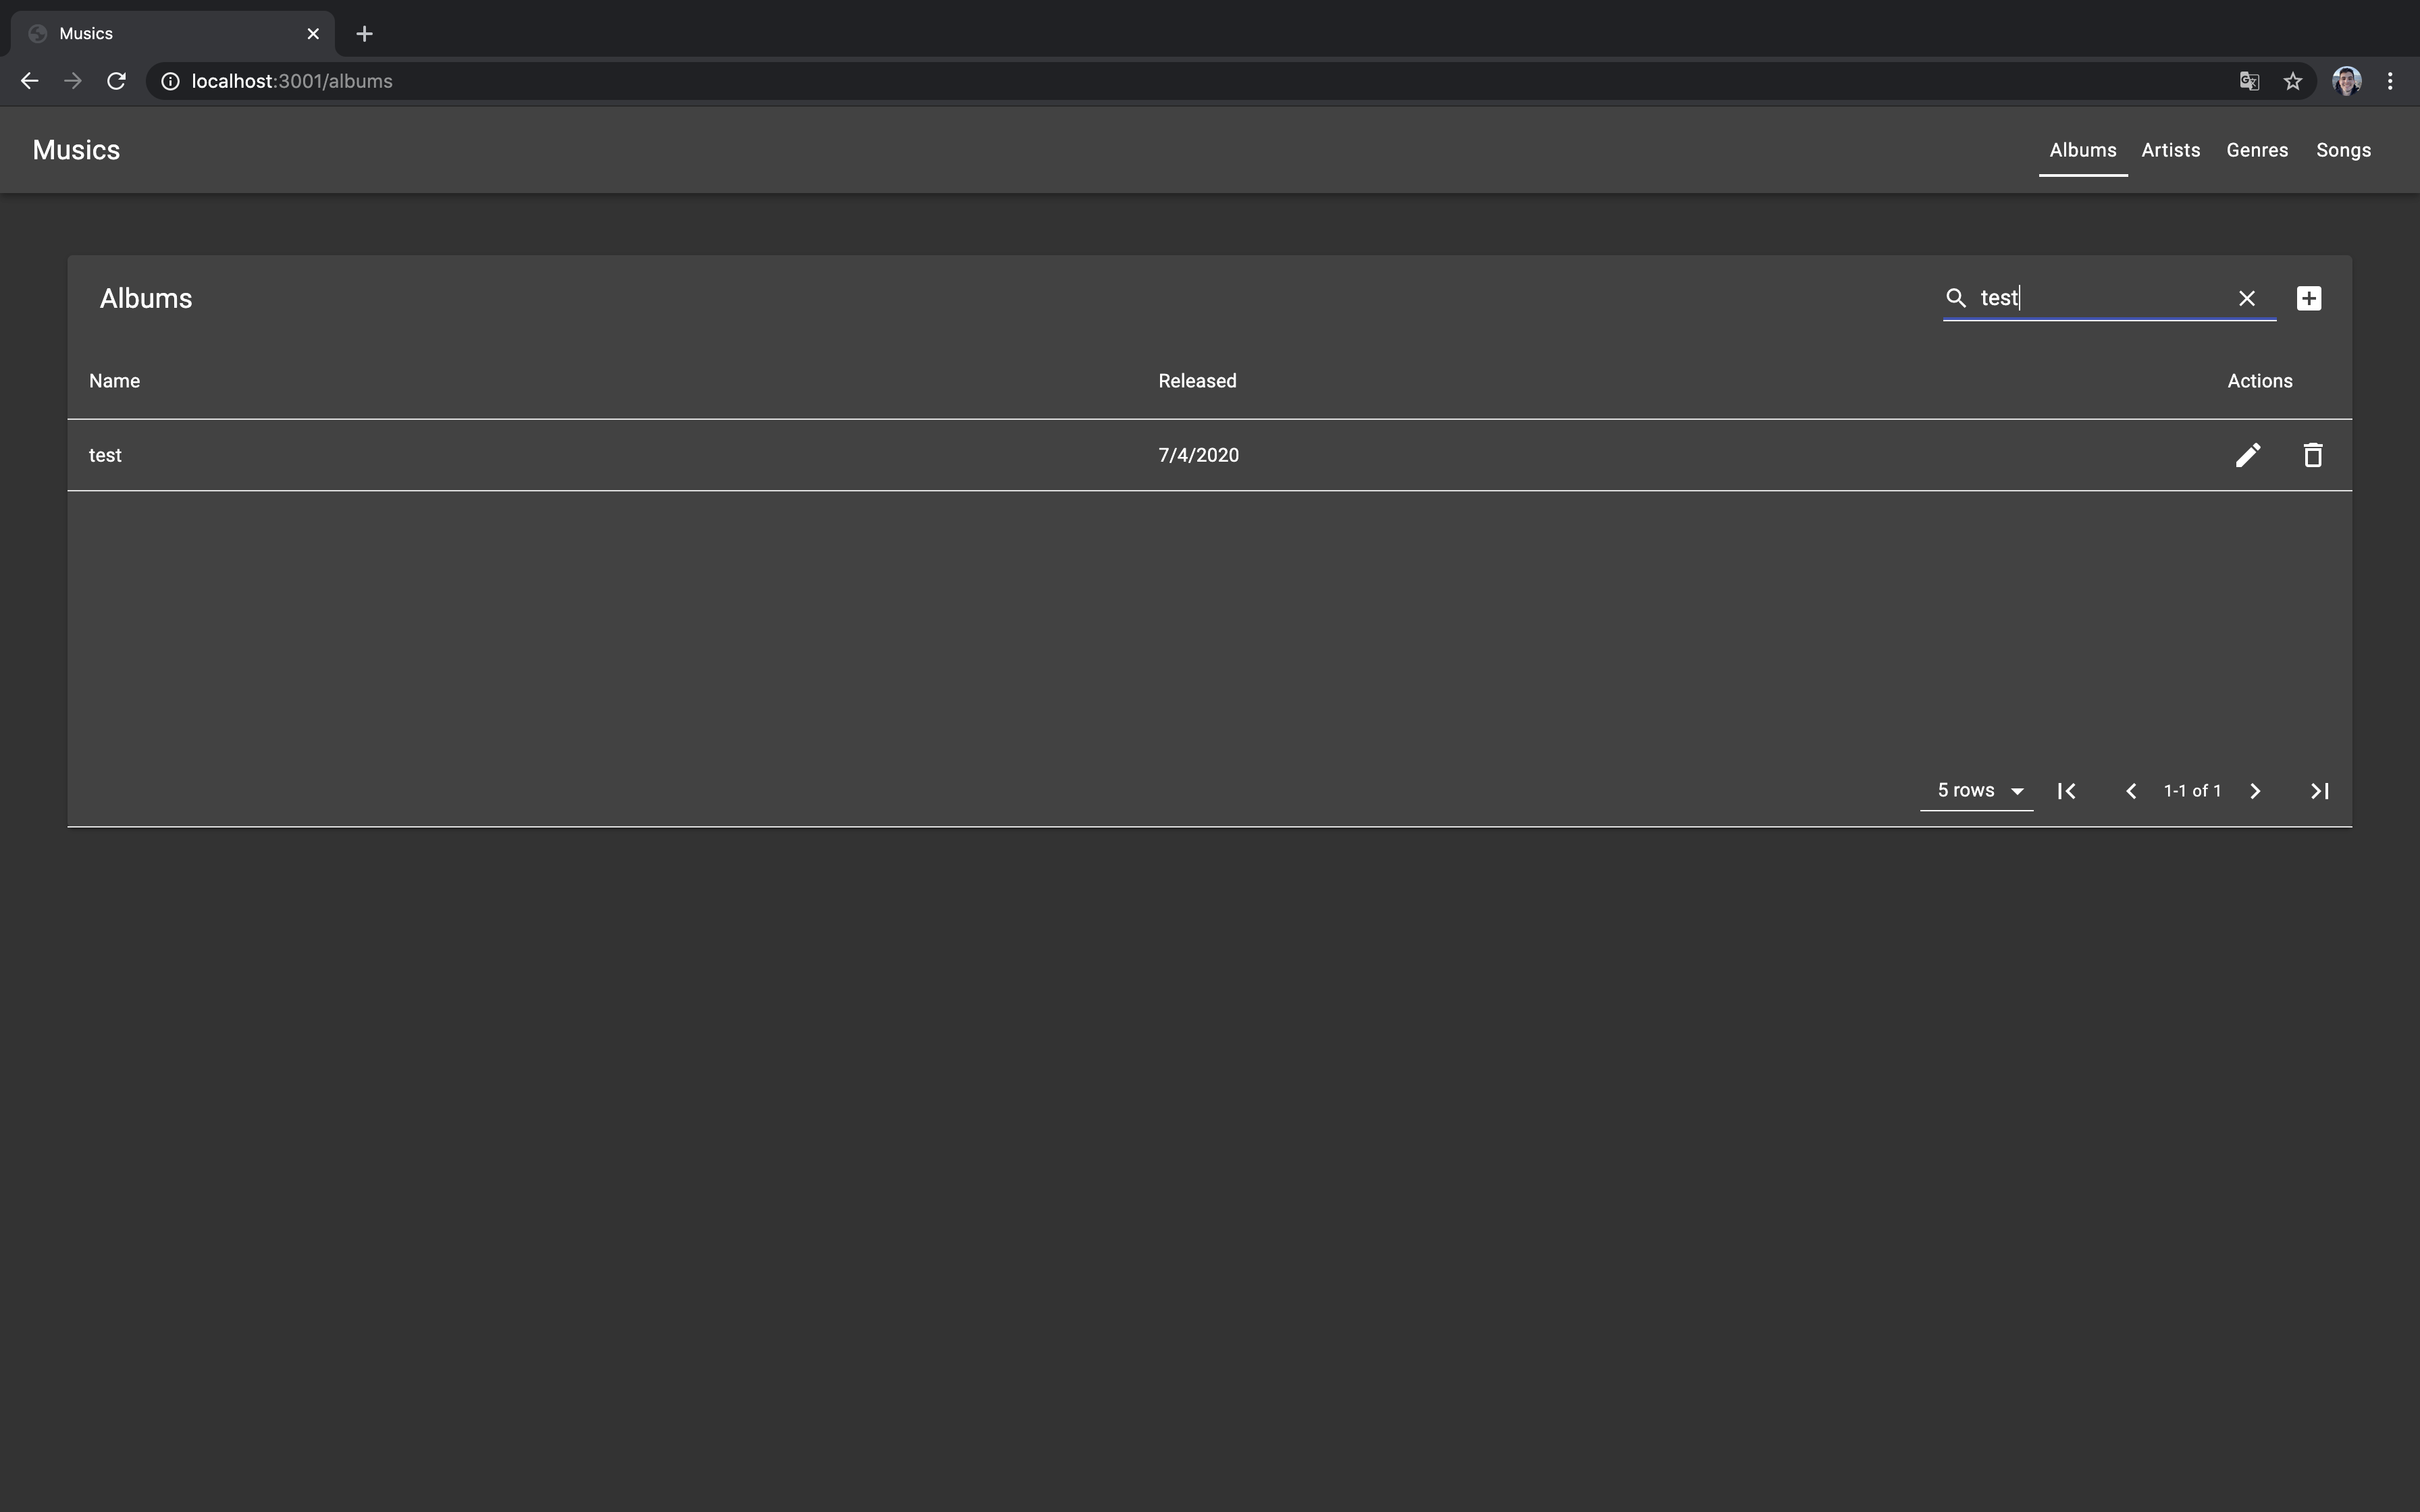 Musics
localhost:3001/albums
Musics
Albums Artists Genres Songs
Albums
test
Name Released Actions
test 7/4/2020
5 rows 1-1 of 1